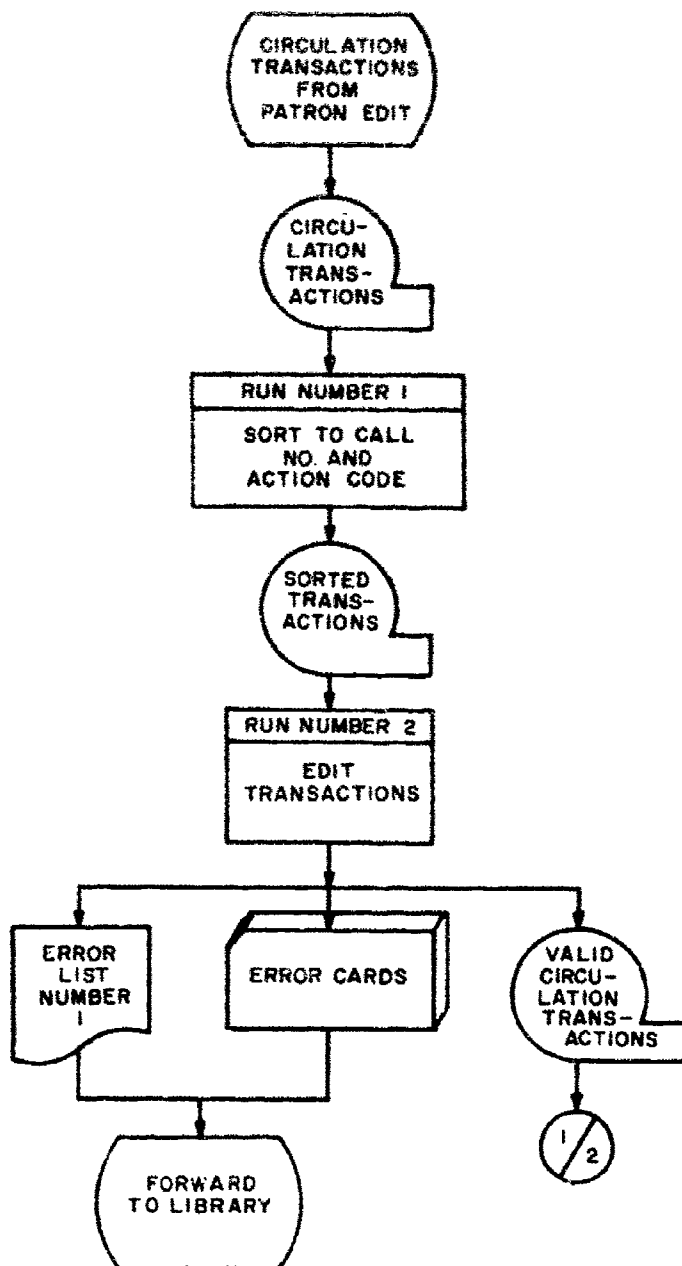 CIRCULATION
TRANSACTIONS
FROM
PATRON EDIT
CIRCU-
LATION
TRANS-
ACTIONS
RUN NUMBER 1
SORT TO CALL
NO. AND
ACTION CODE
SORTED
TRANS-
ACTIONS
RUN NUMBER 2
EDIT
TRANSACTIONS
ERROR
LIST
NUMBER
1
ERROR CARDS
VALID
CIRCU-
LATION
TRANS-
ACTIONS
1/2
FORWARD
TO LIBRARY